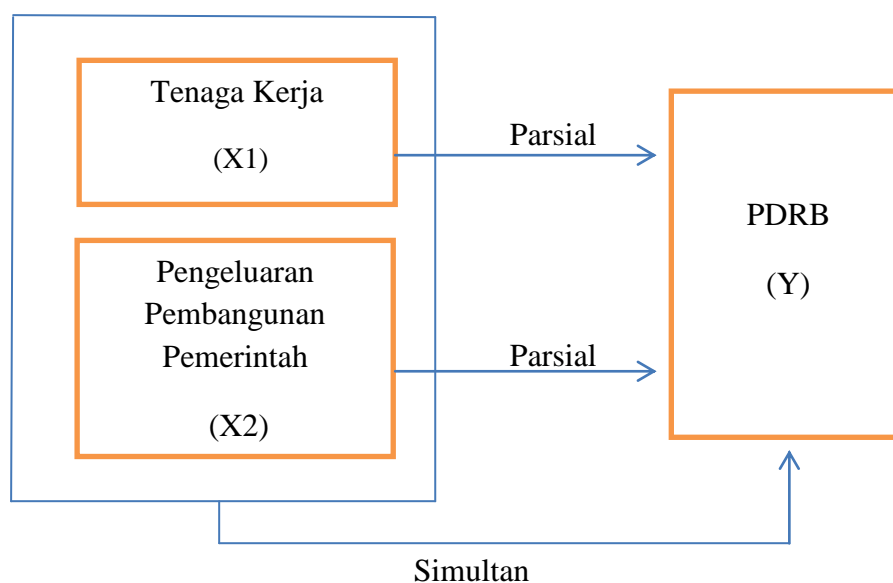 Tenaga Kerja
(X1)
Parsial
Pengeluaran
Pembangunan
Pemerintah
(X2)
Parsial
PDRB
(Y)
Simultan